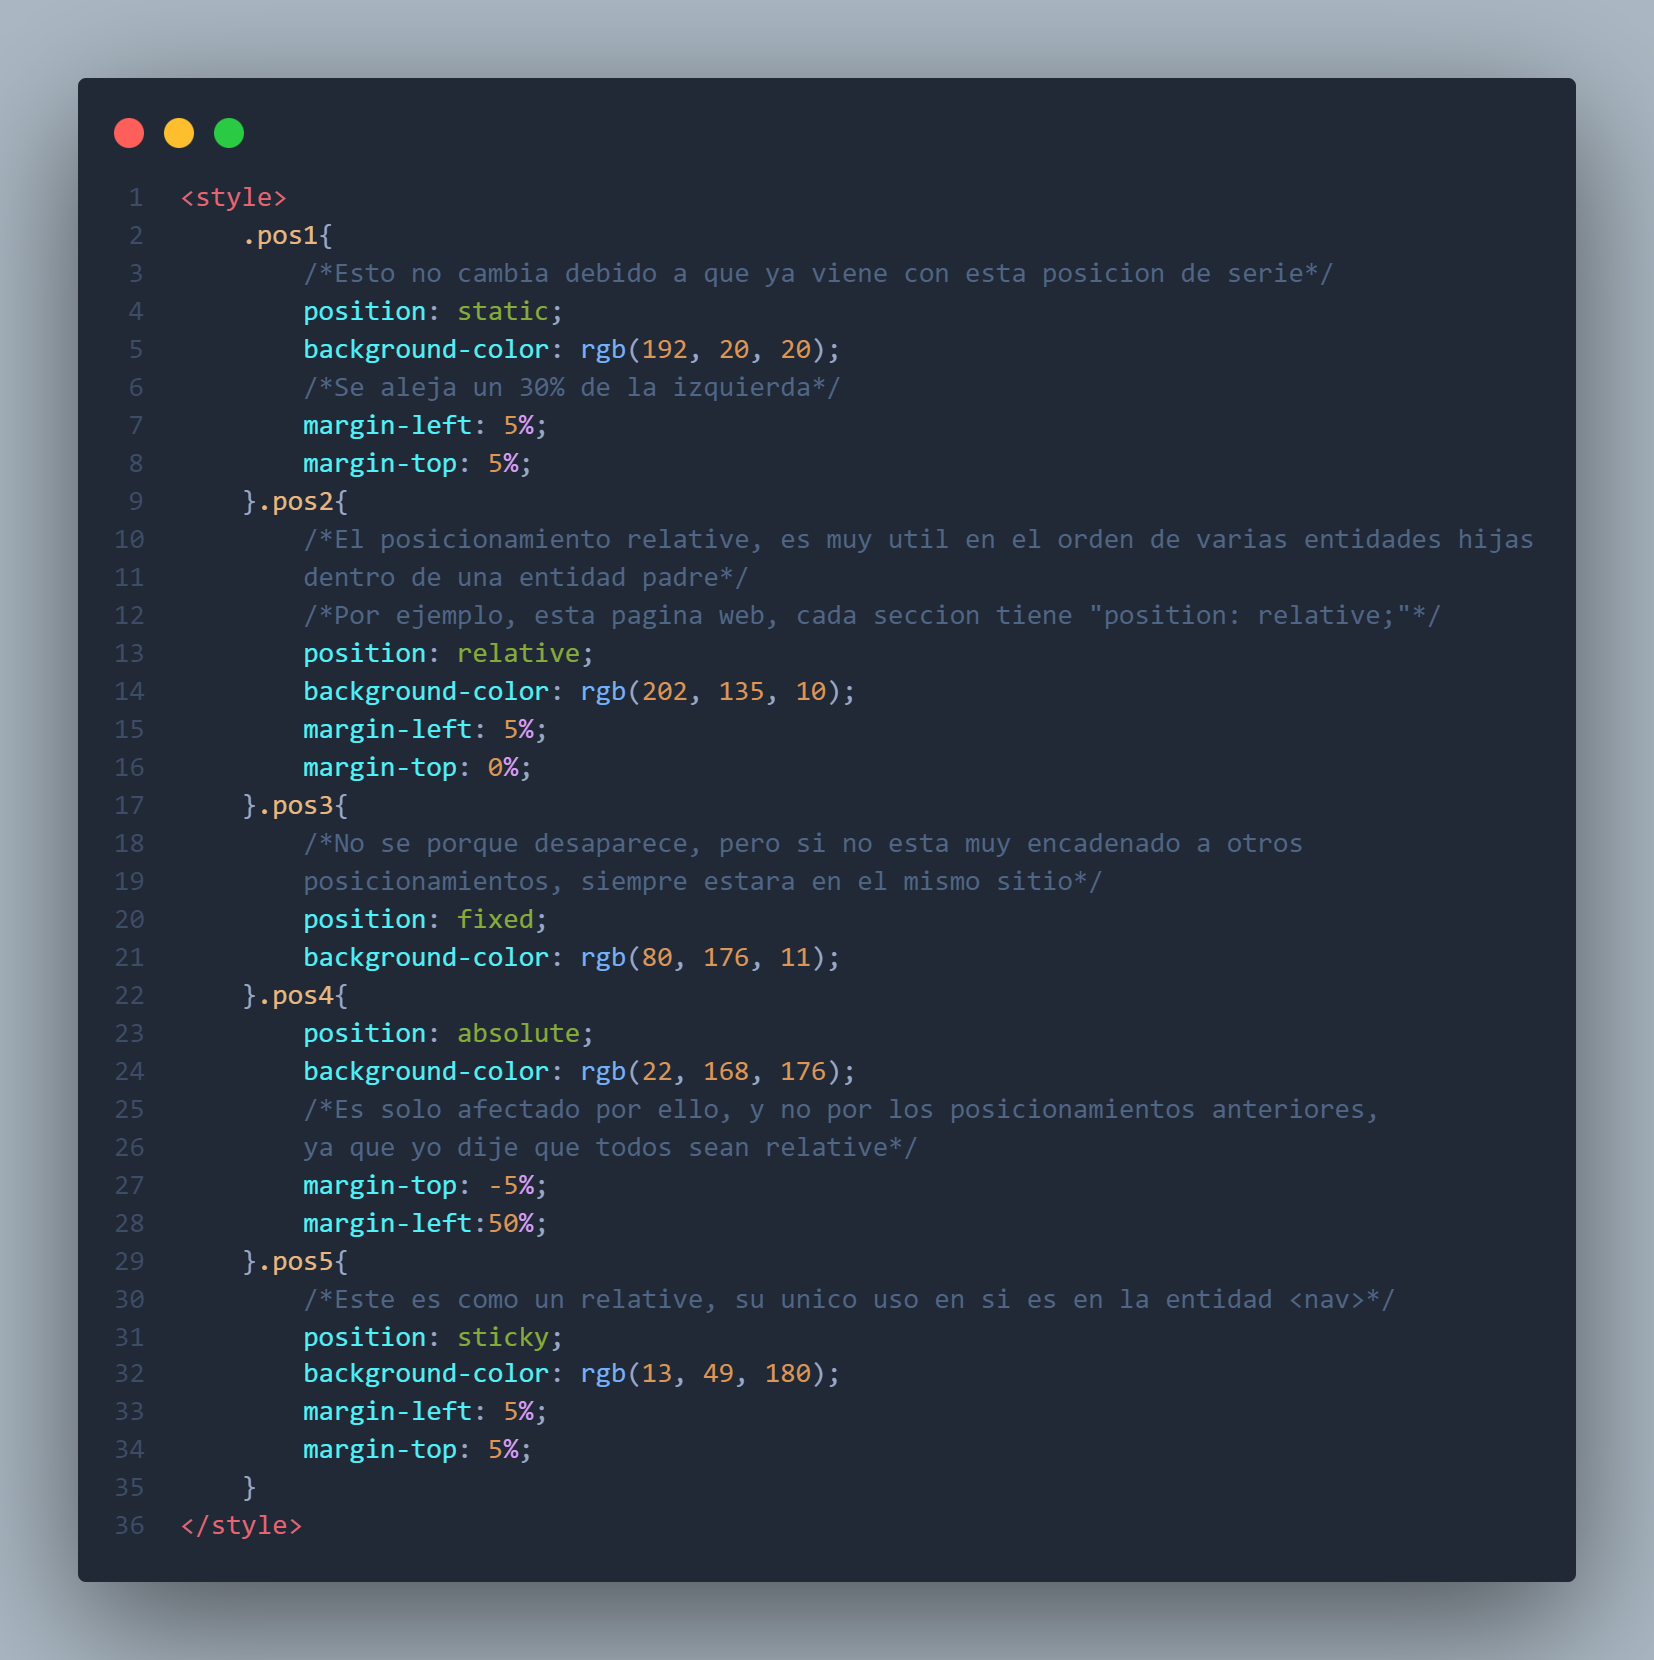 1 <style>
2 .pos1{
3 /*Esto no cambia debido a que ya viene con esta posicion de serie*/
4 position: static;
5 background-color: rgb(192, 20, 20);
6 /*Se aleja un 30% de la izquierda*/
7 margin-left: 5%;
8 margin-top: 5%;
9 }.pos2{
10 /*El posicionamiento relative, es muy util en el orden de varias entidades hijas
11 dentro de una entidad padre*/
12 /*Por ejemplo, esta pagina web, cada seccion tiene "position: relative;"*/
13 position: relative;
14 background-color: rgb(202, 135, 10);
15 margin-left: 5%;
16 margin-top: 0%;
17 }.pos3{
18 /*No se porque desaparece, pero si no esta muy encadenado a otros
19 posicionamientos, siempre estara en el mismo sitio*/
20 position: fixed;
21 background-color: rgb(80, 176, 11);
22 }.pos4{
23 position: absolute;
24 background-color: rgb(22, 168, 176);
25 /*Es solo afectado por ello, y no por los posicionamientos anteriores,
26 ya que yo dije que todos sean relative*/
27 margin-top: -5%;
28 margin-left:50%;
29 }.pos5{
30 /*Este es como un relative, su unico uso en si es en la entidad <nav>*/
31 position: sticky;
32 background-color: rgb(13, 49, 180);
33 margin-left: 5%;
34 margin-top: 5%;
35 }
36 </style>